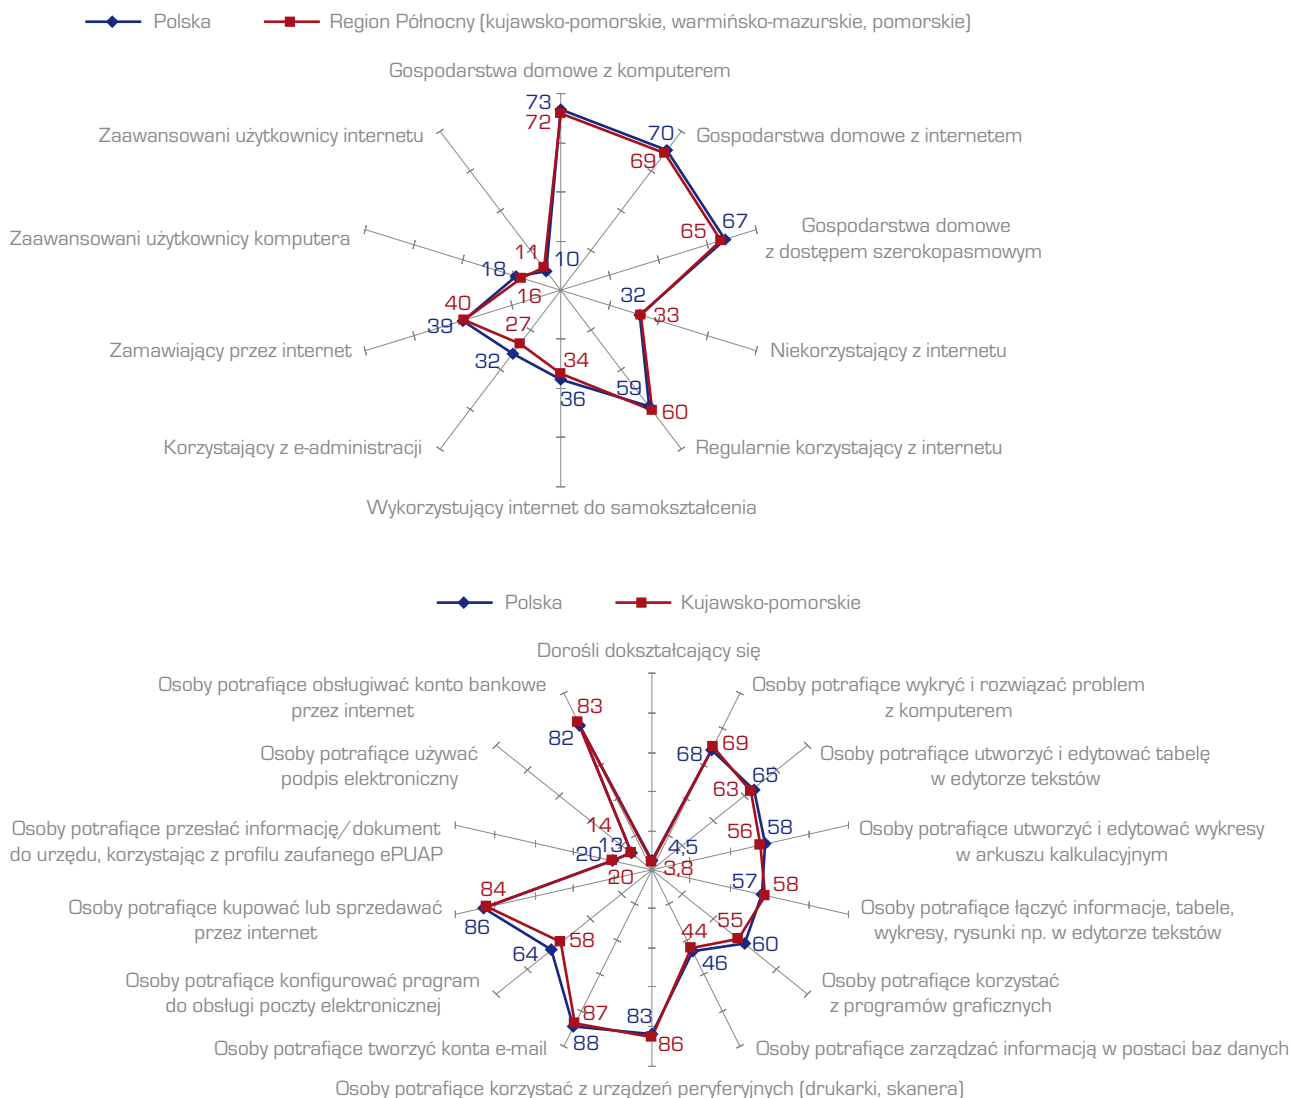 Polska
Region Północny (kujawsko-pomorskie, warmińsko-mazurskie, pomorskie)
Gospodarstwa domowe z komputerem
73
72
Zaawansowani użytkownicy internetu
70
Gospodarstwa domowe z internetem
69
Gospodarstwa domowe
z dostępem szerokopasmowym
67
65
Zaawansowani użytkownicy komputera
11
10
18
16
32
33
40
39
27
Zamawiający przez internet
Niekorzystający z internetu
32
34
36
59
60
Korzystający z e-administracji
Regularnie korzystający z internetu
Wykorzystujący internet do samokształcenia
Polska
Kujawsko-pomorskie
Dorośli dokształcający się
Osoby potrafiące obsługiwać konto bankowe
przez internet
Osoby potrafiące wykryć i rozwiązać problem
z komputerem
83
82
68
69
Osoby potrafiące używać
podpis elektroniczny
Osoby potrafiące utworzyć i edytować tabelę
w edytorze tekstów
65
63
Osoby potrafiące przesłać informację/dokument
do urzędu, korzystając z profilu zaufanego ePUAP
14
13
20
20
4,5
3,8
56
58
Osoby potrafiące utworzyć i edytować wykresy
w arkuszu kalkulacyjnym
Osoby potrafiące kupować lub sprzedawać
przez internet
84
86
57
58
Osoby potrafiące łączyć informacje, tabele,
wykresy, rysunki np. w edytorze tekstów
64
58
44
46
55
60
Osoby potrafiące konfigurować program
do obsługi poczty elektronicznej
Osoby potrafiące korzystać
z programów graficznych
87
88
83
86
Osoby potrafiące tworzyć konta e-mail
Osoby potrafiące zarządzać informacją w postaci baz danych
Osoby potrafiące korzystać z urządzeń peryferyjnych (drukarki, skanera)